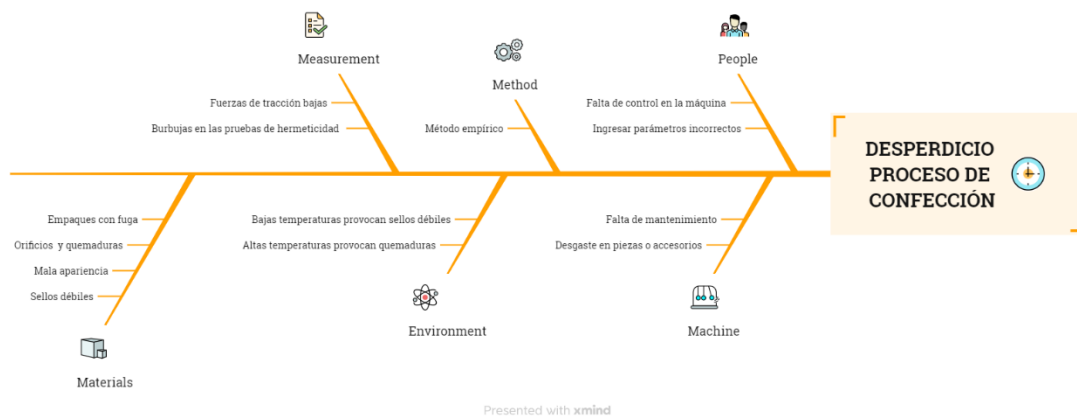 Measurement
Fuerzas de tracción bajas
Burbujas en las pruebas de hermeticidad
Method
Método empírico
People
Falta de control en la máquina
Ingresar parámetros incorrectos
DESPERDICIO
PROCESO DE
CONFECCIÓN
Empaques con fuga
Orificios y quemaduras
Mala apariencia
Sellos débiles
Materials
Bajas temperaturas provocan sellos débiles
Altas temperaturas provocan quemaduras
Environment
Falta de mantenimiento
Desgaste en piezas o accesorios
Machine
Presented with xmind